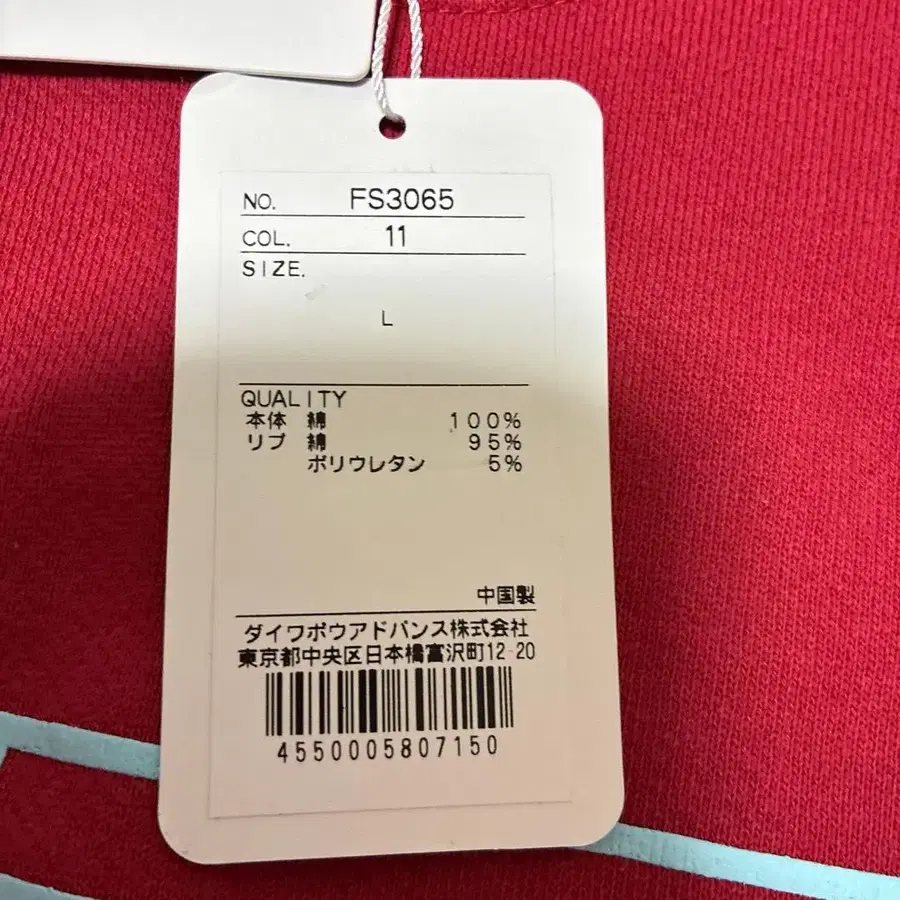 NO. FS3065
COL. 11
SIZE.
L
QUALITY
本体 綿 100%
リブ 綿 95%
ポリウレタン 5%
中国製
ダイワボウアドバンス株式会社
東京都中央区日本橋富沢町12-20
4550005807150